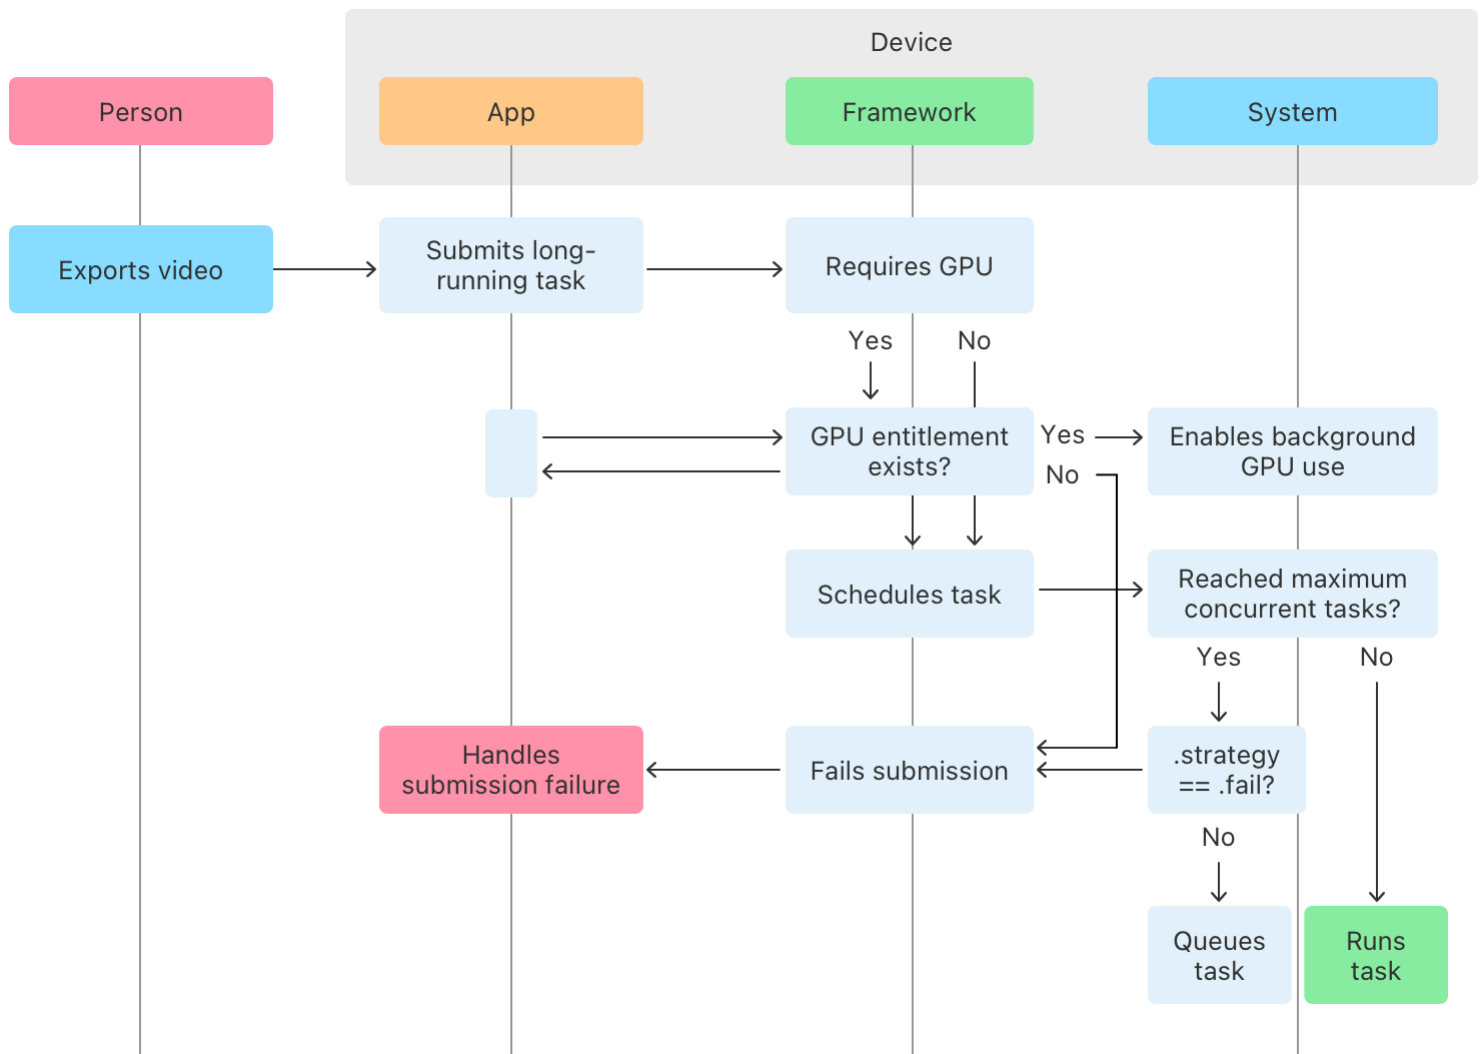 Device
Person
App
Framework
System
Exports video
Submits long-
running task
Requires GPU
Yes
No
GPU entitlement
exists?
Yes
No
Enables background
GPU use
Schedules task
Reached maximum
concurrent tasks?
Yes
No
Handles
submission failure
Fails submission
.strategy
== .fail?
No
Queues
task
Runs
task